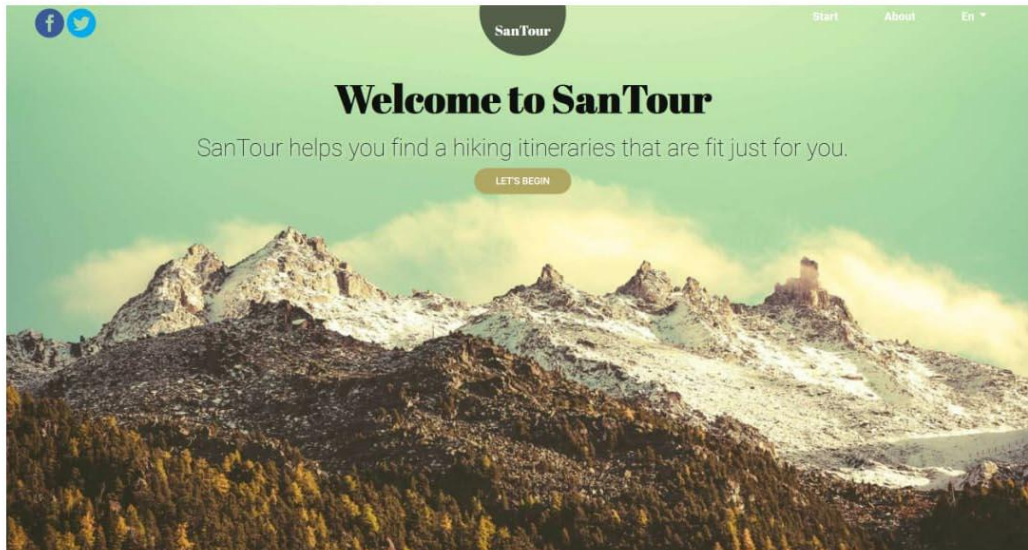 SanTour
Start About En
Welcome to SanTour
SanTour helps you find a hiking itineraries that are fit just for you.
LET'S BEGIN